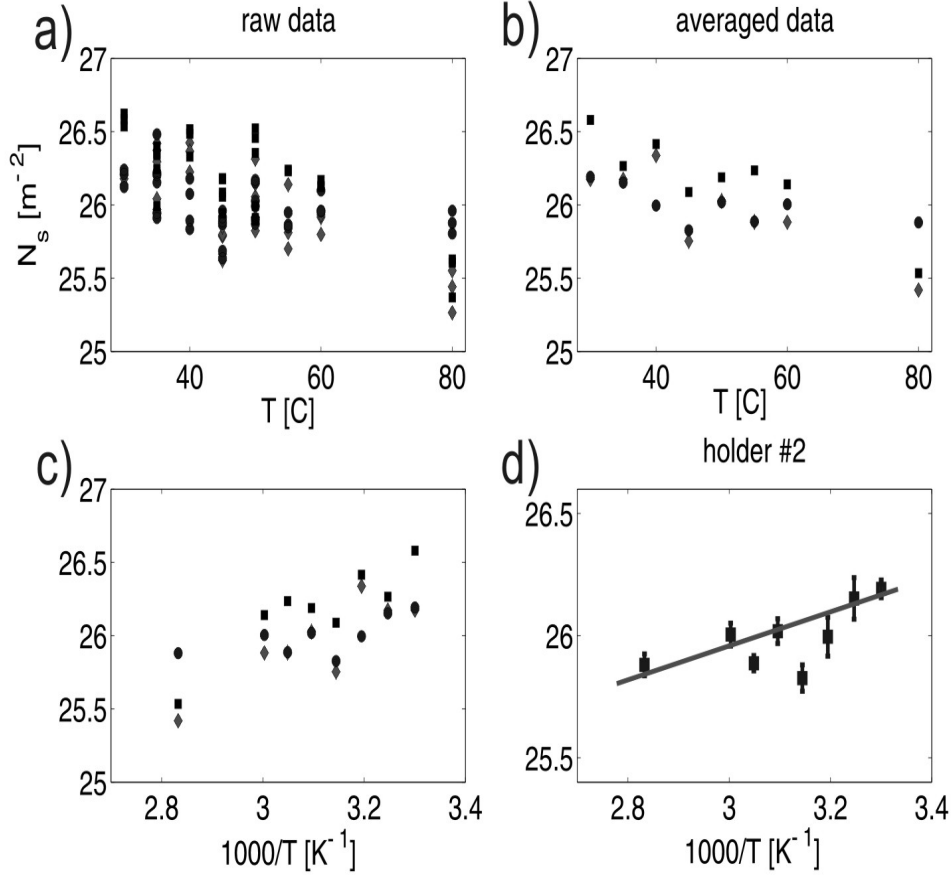 a) raw data
27
26.5
26
25.5
25
N_s [m^-2]
40 60 80
T [C]
b) averaged data
27
26.5
26
25.5
25
40 60 80
T [C]
c)
27
26.5
26
25.5
25
2.8 3 3.2 3.4
1000/T [K^-1]
d) holder #2
26.5
26
25.5
2.8 3 3.2 3.4
1000/T [K^-1]